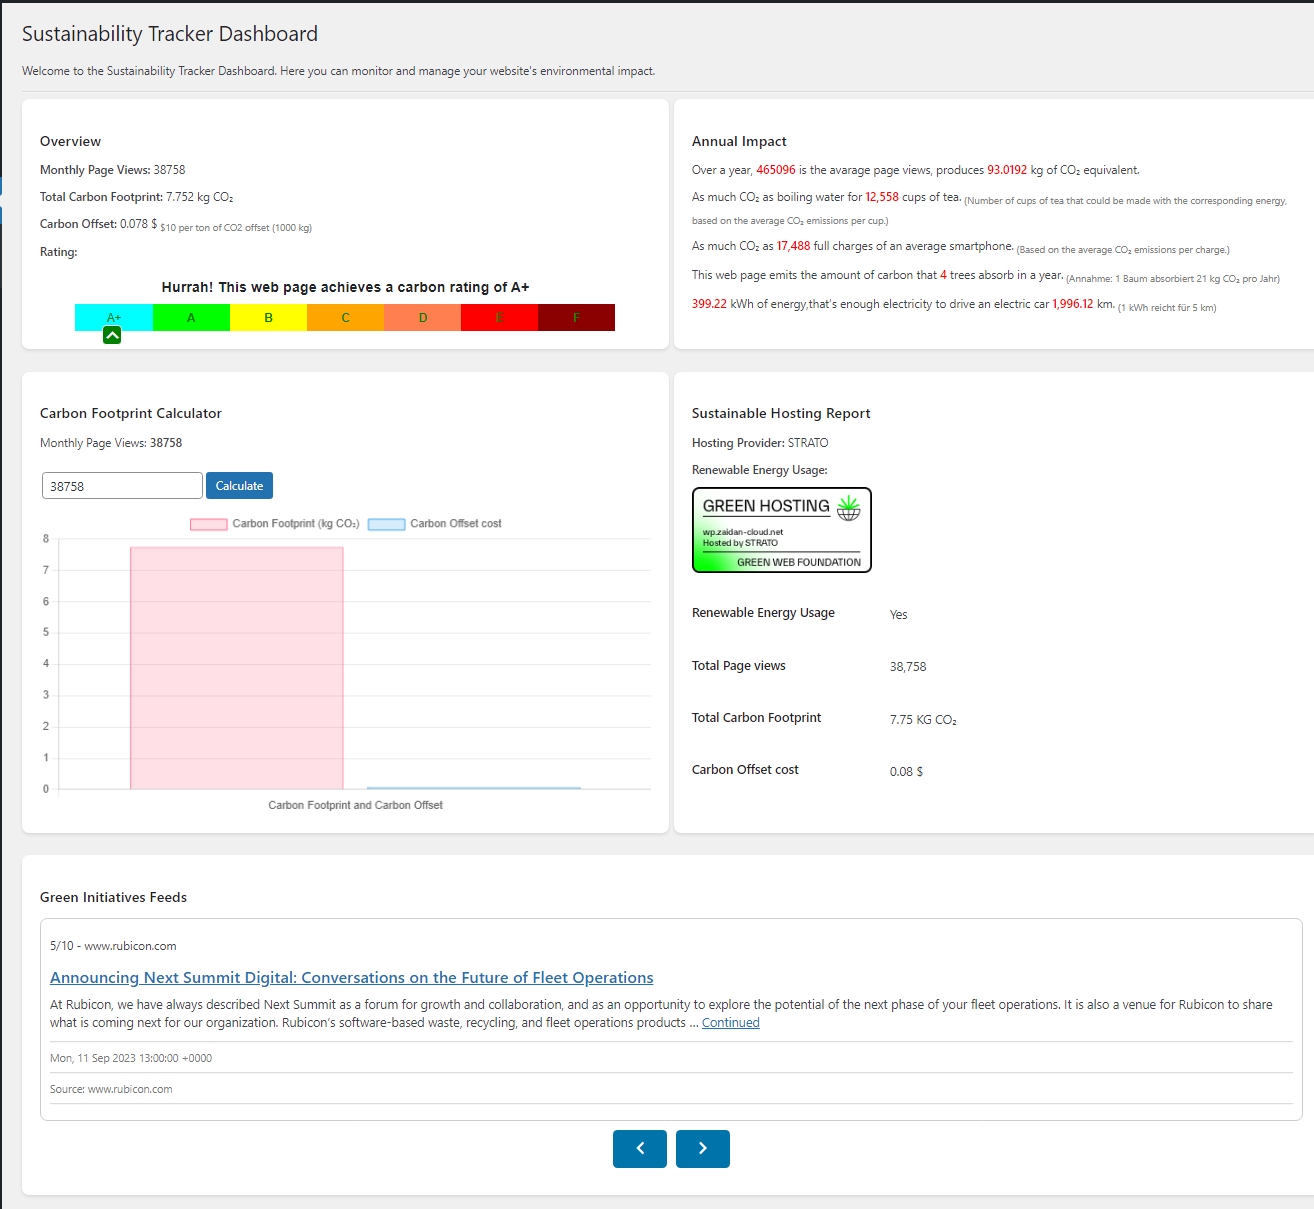 Sustainability Tracker Dashboard
Welcome to the Sustainability Tracker Dashboard. Here you can monitor and manage your website's environmental impact.
Overview
Monthly Page Views: 38758
Total Carbon Footprint: 7.752 kg CO₂
Carbon Offset: 0.078 $ $10 per ton of CO2 offset (1000 kg)
Rating:
Hurrah! This web page achieves a carbon rating of A+
A+ A B C D E F
Annual Impact
Over a year, 465096 is the avarage page views, produces 93.0192 kg of CO₂ equivalent.
As much CO₂ as boiling water for 12,558 cups of tea. (Number of cups of tea that could be made with the corresponding energy,
based on the average CO₂ emissions per cup.)
As much CO₂ as 17,488 full charges of an average smartphone. (Based on the average CO₂ emissions per charge.)
This web page emits the amount of carbon that 4 trees absorb in a year. (Annahme: 1 Baum absorbiert 21 kg CO₂ pro Jahr)
399.22 kWh of energy,that's enough electricity to drive an electric car 1,996.12 km. (1 kWh reicht für 5 km)
Carbon Footprint Calculator
Monthly Page Views: 38758
38758 Calculate
Carbon Footprint (kg CO₂) Carbon Offset cost
8
7
6
5
4
3
2
1
0
Carbon Footprint and Carbon Offset
Sustainable Hosting Report
Hosting Provider: STRATO
Renewable Energy Usage:
GREEN HOSTING
wp.zaidan-cloud.net
Hosted by STRATO
GREEN WEB FOUNDATION
Renewable Energy Usage Yes
Total Page views 38,758
Total Carbon Footprint 7.75 KG CO₂
Carbon Offset cost 0.08 $
Green Initiatives Feeds
5/10 - www.rubicon.com
Announcing Next Summit Digital: Conversations on the Future of Fleet Operations
At Rubicon, we have always described Next Summit as a forum for growth and collaboration, and as an opportunity to explore the potential of the next phase of your fleet operations. It is also a venue for Rubicon to share
what is coming next for our organization. Rubicon's software-based waste, recycling, and fleet operations products ... Continued
Mon, 11 Sep 2023 13:00:00 +0000
Source: www.rubicon.com